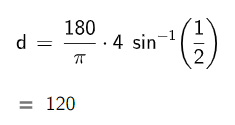 d = 180/π · 4 sin⁻¹(1/2)
= 120